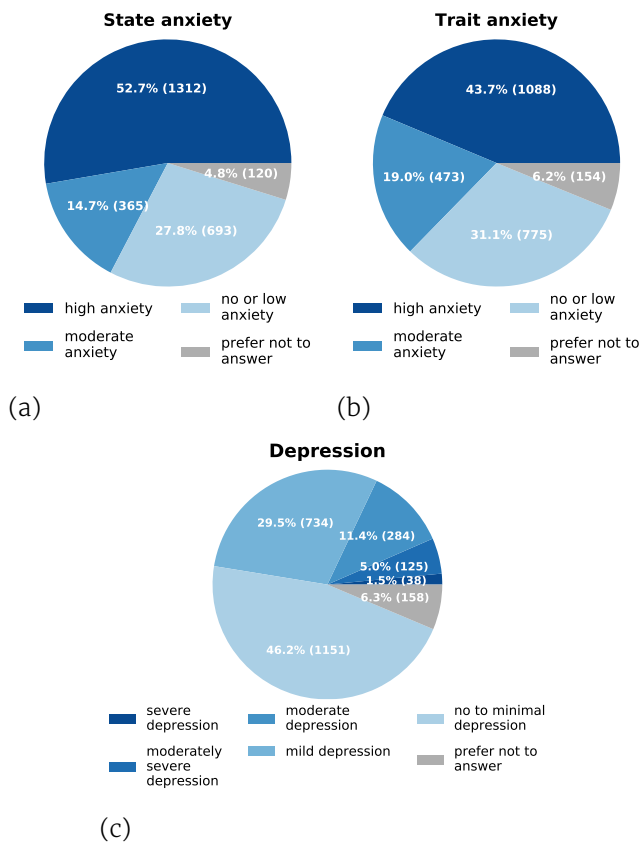 State anxiety
52.7% (1312)
4.8% (120)
14.7% (365)
27.8% (693)
high anxiety
no or low
anxiety
moderate
anxiety
prefer not to
answer
(a)
Trait anxiety
43.7% (1088)
19.0% (473)
6.2% (154)
31.1% (775)
high anxiety
no or low
anxiety
moderate
anxiety
prefer not to
answer
(b)
Depression
29.5% (734)
11.4% (284)
5.0% (125)
1.5% (38)
6.3% (158)
46.2% (1151)
severe
depression
moderate
depression
no to minimal
depression
moderately
severe
depression
mild depression
prefer not to
answer
(c)